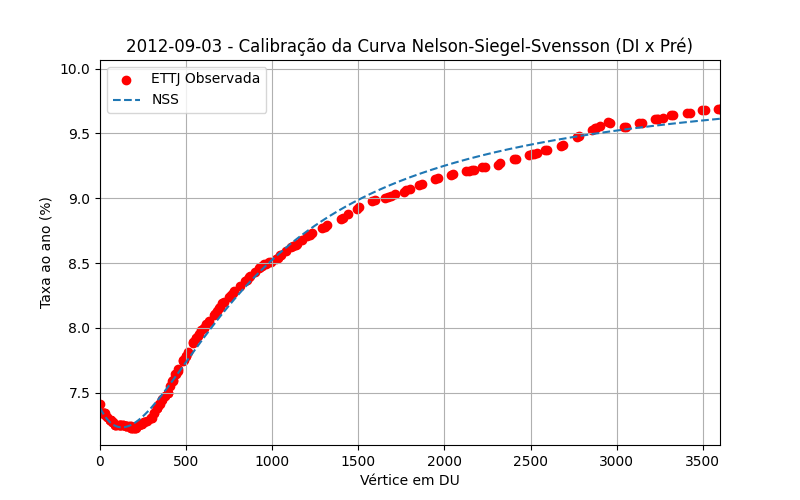 2012-09-03 - Calibração da Curva Nelson-Siegel-Svensson (DI x Pré)
ETTJ Observada
NSS
Taxa ao ano (%)
10.0
9.5
9.0
8.5
8.0
7.5
0 500 1000 1500 2000 2500 3000 3500
Vértice em DU